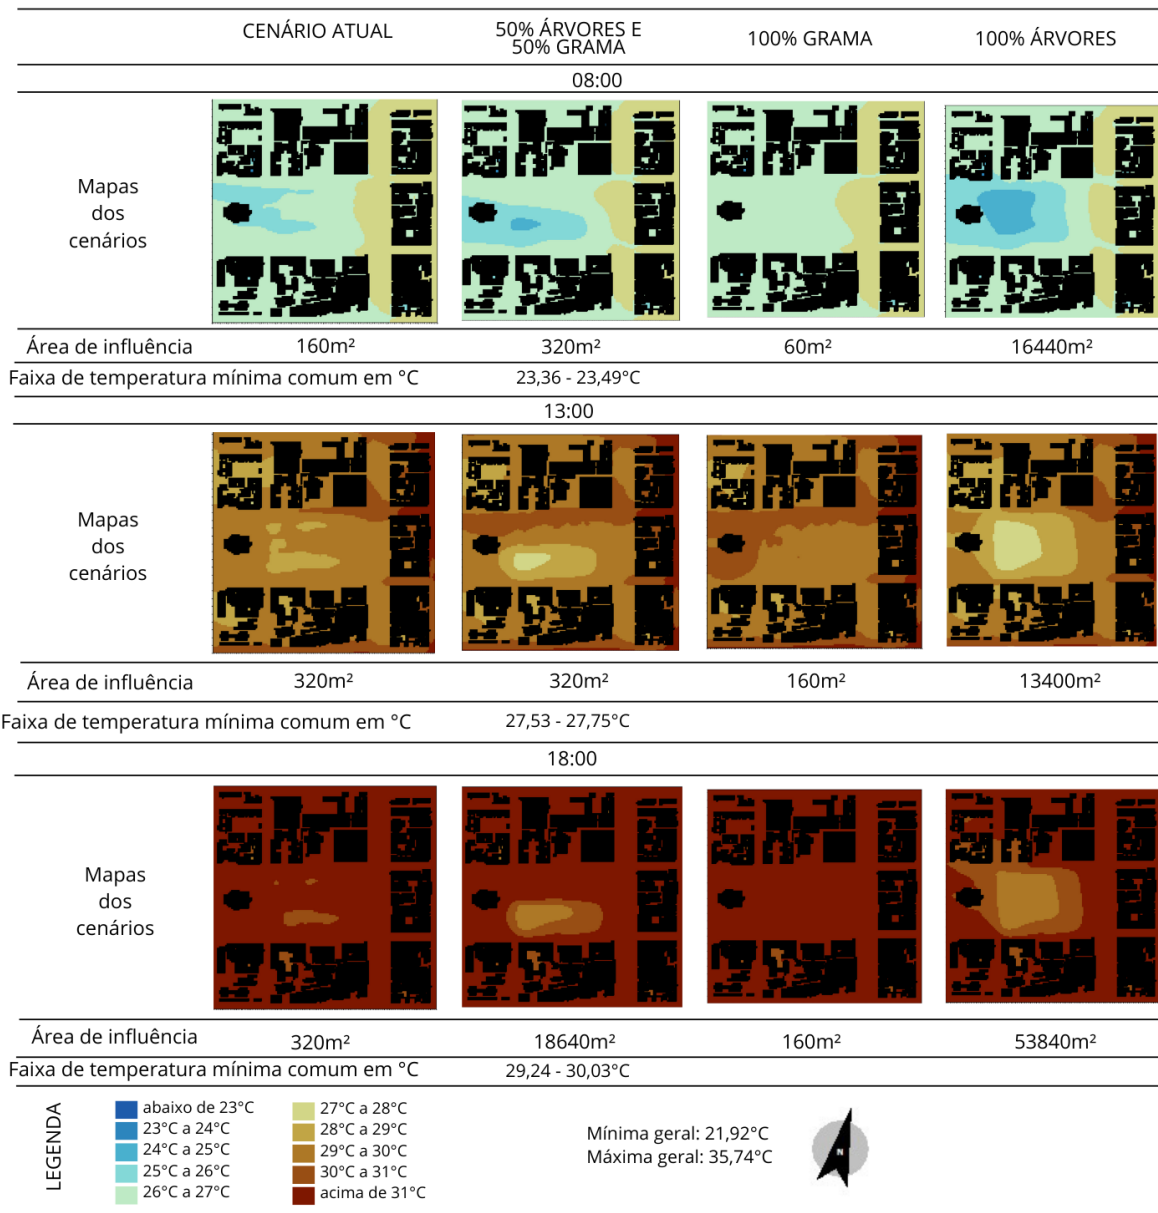 CENÁRIO ATUAL
50% ÁRVORES E
50% GRAMA
100% GRAMA
100% ÁRVORES
08:00
Mapas
dos
cenários
Área de influência 160m² 320m² 60m² 16440m²
Faixa de temperatura mínima comum em °C 23,36 - 23,49°C
13:00
Mapas
dos
cenários
Área de influência 320m² 320m² 160m² 13400m²
Faixa de temperatura mínima comum em °C 27,53 - 27,75°C
18:00
Mapas
dos
cenários
Área de influência 320m² 18640m² 160m² 53840m²
Faixa de temperatura mínima comum em °C 29,24 - 30,03°C
LEGENDA
abaixo de 23°C
23°C a 24°C
24°C a 25°C
25°C a 26°C
26°C a 27°C
27°C a 28°C
28°C a 29°C
29°C a 30°C
30°C a 31°C
acima de 31°C
Mínima geral: 21,92°C
Máxima geral: 35,74°C
N